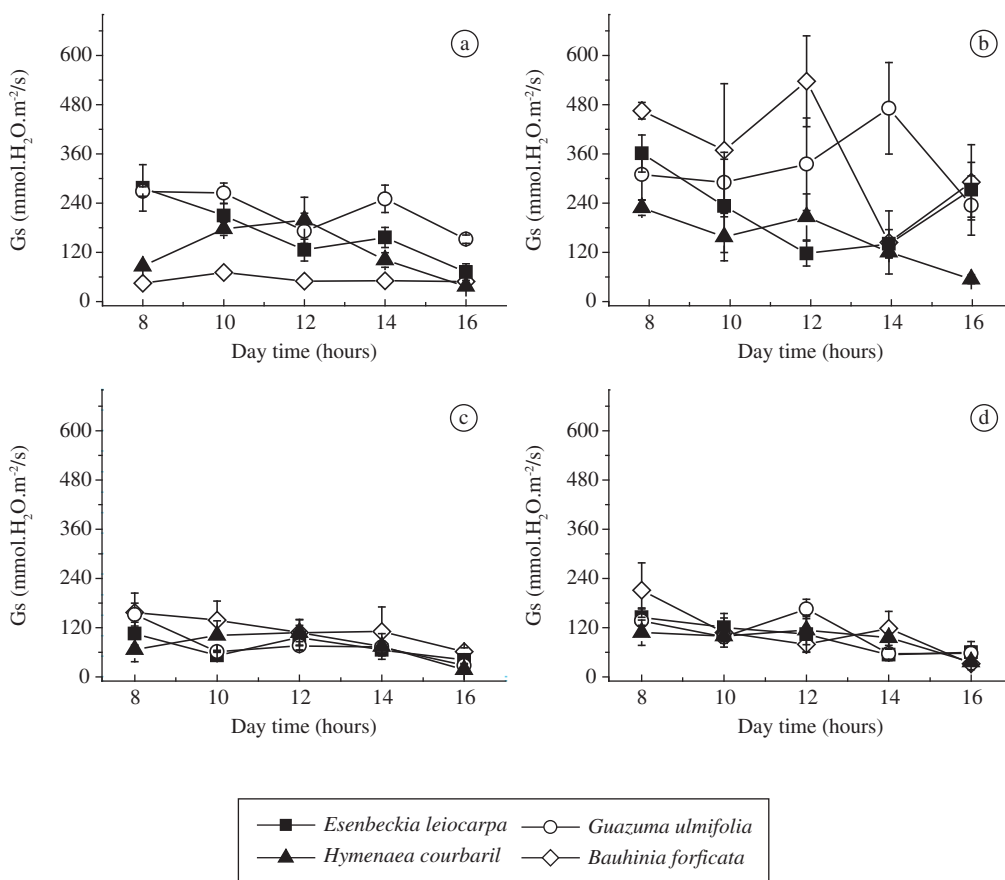 a
600
480
360
240
120
0
Gs (mmol.H₂O.m⁻²/s)
8 10 12 14 16
Day time (hours)
b
600
480
360
240
120
0
Gs (mmol.H₂O.m⁻²/s)
8 10 12 14 16
Day time (hours)
c
600
480
360
240
120
0
Gs (mmol.H₂O.m⁻²/s)
8 10 12 14 16
Day time (hours)
d
600
480
360
240
120
0
Gs (mmol.H₂O.m⁻²/s)
8 10 12 14 16
Day time (hours)
Esenbeckia leiocarpa
Guazuma ulmifolia
Hymenaea courbaril
Bauhinia forficata